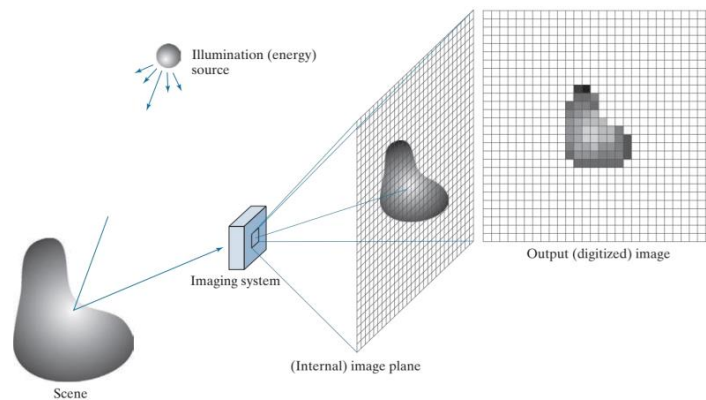 Illumination (energy)
source
Output (digitized) image
Imaging system
(Internal) image plane
Scene